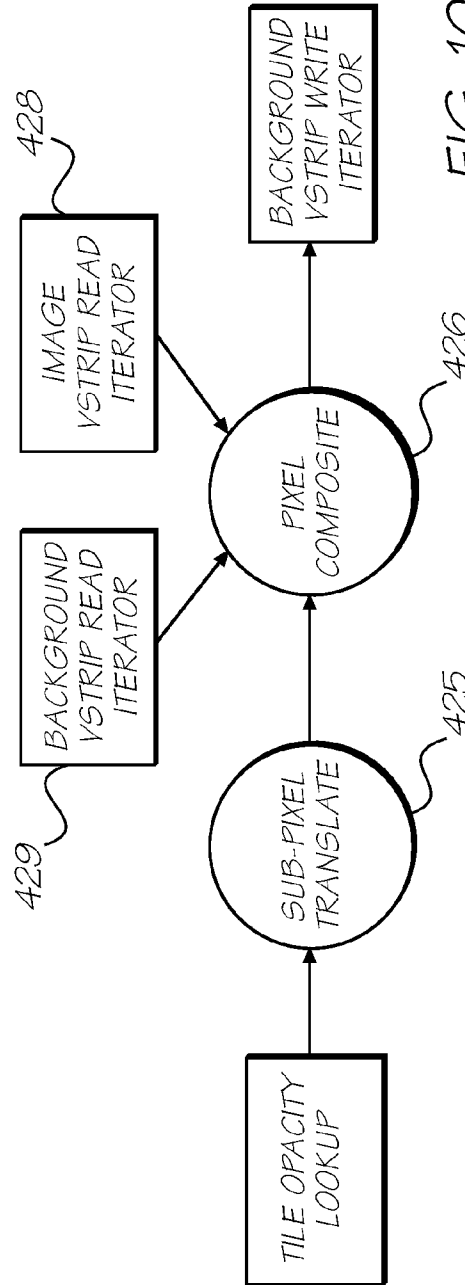 429
BACKGROUND
VSTRIP READ
ITERATOR
428
IMAGE
VSTRIP READ
ITERATOR
TILE OPACITY
LOOKUP
SUB-PIXEL
TRANSLATE
425
PIXEL
COMPOSITE
426
BACKGROUND
VSTRIP WRITE
ITERATOR
FIG. 10